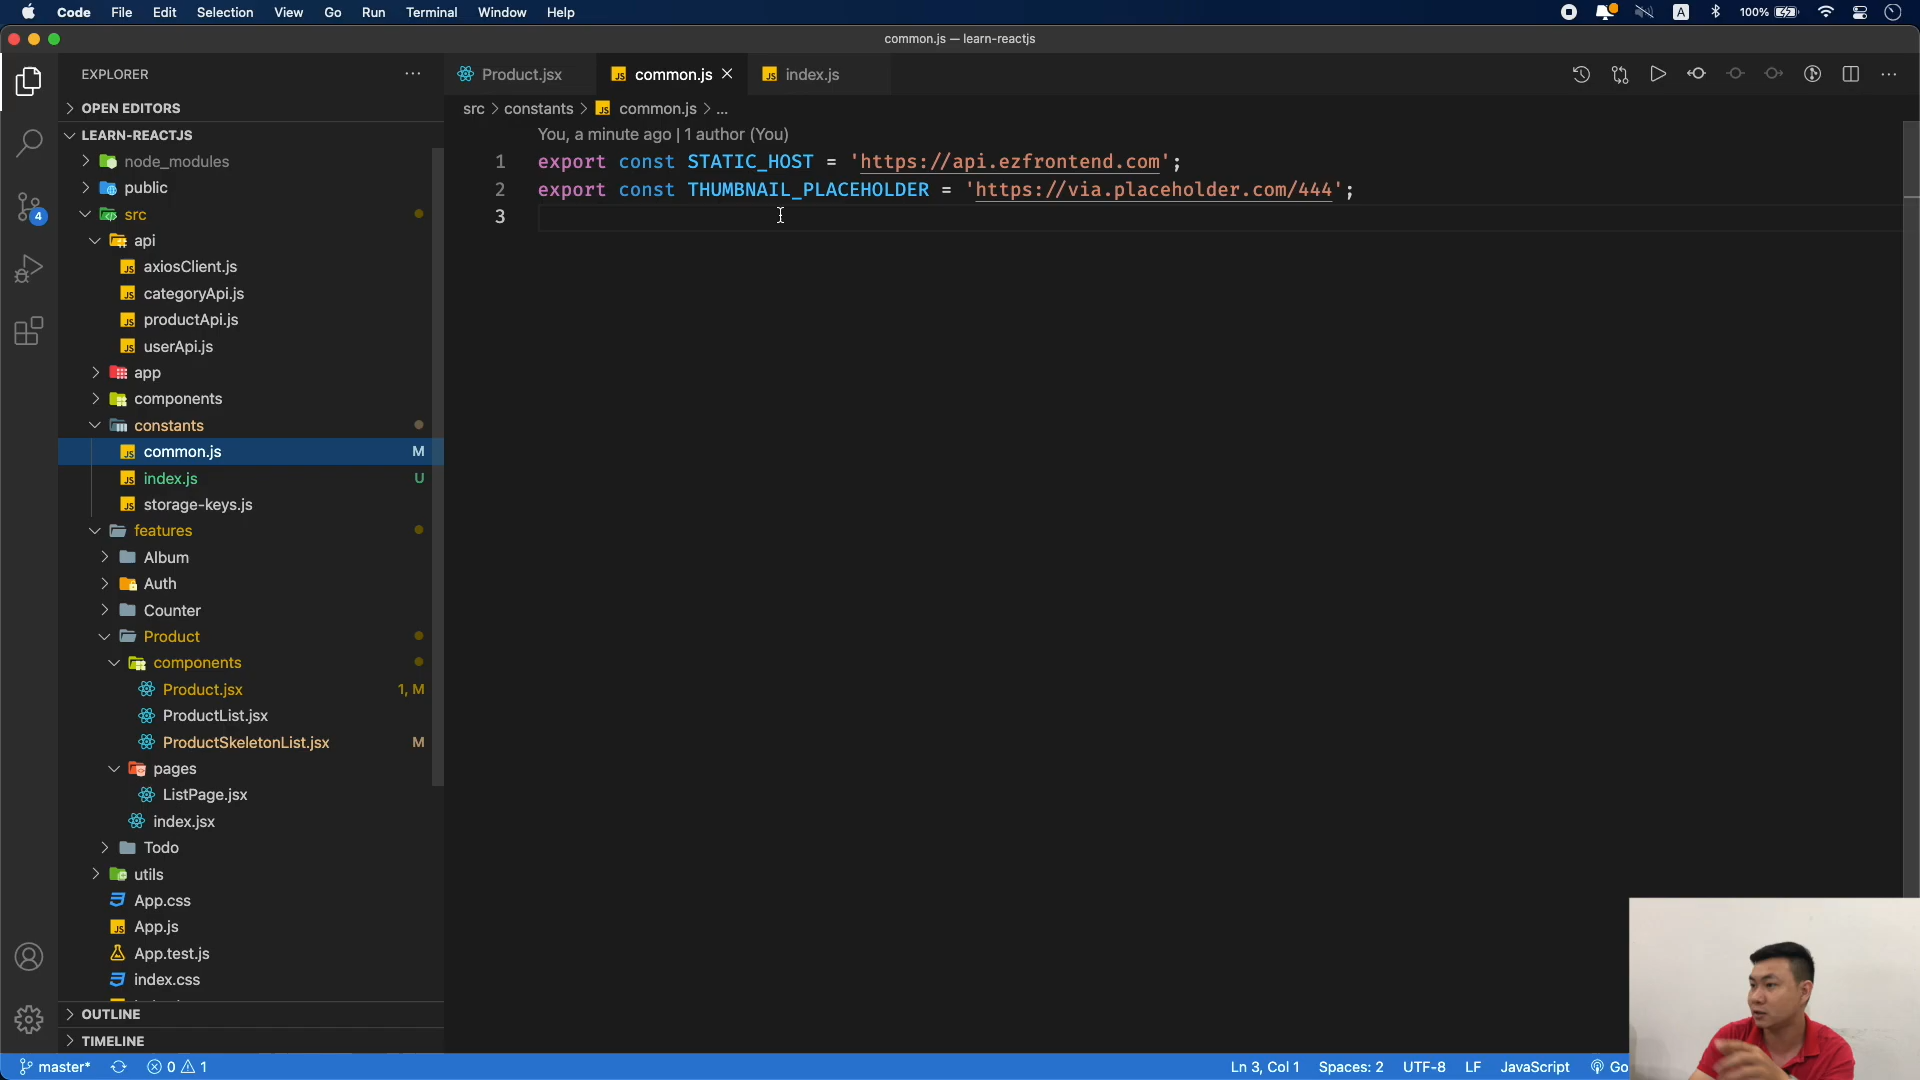 Code File Edit Selection View Go Run Terminal Window Help A 100%
common.js — learn-reactjs
EXPLORER
Product.jsx common.js index.js
OPEN EDITORS
src > constants > common.js > ...
LEARN-REACTJS
You, a minute ago | 1 author (You)
node_modules
1 export const STATIC_HOST = 'https://api.ezfrontend.com';
public
2 export const THUMBNAIL_PLACEHOLDER = 'https://via.placeholder.com/444';
src
3
api
axiosClient.js
categoryApi.js
productApi.js
userApi.js
app
components
constants
common.js M
index.js U
storage-keys.js
features
Album
Auth
Counter
Product
components
Product.jsx 1, M
ProductList.jsx
ProductSkeletonList.jsx M
pages
ListPage.jsx
index.jsx
Todo
utils
App.css
App.js
App.test.js
index.css
OUTLINE
TIMELINE
4
master* 0 1 Ln 3, Col 1 Spaces: 2 UTF-8 LF JavaScript Go